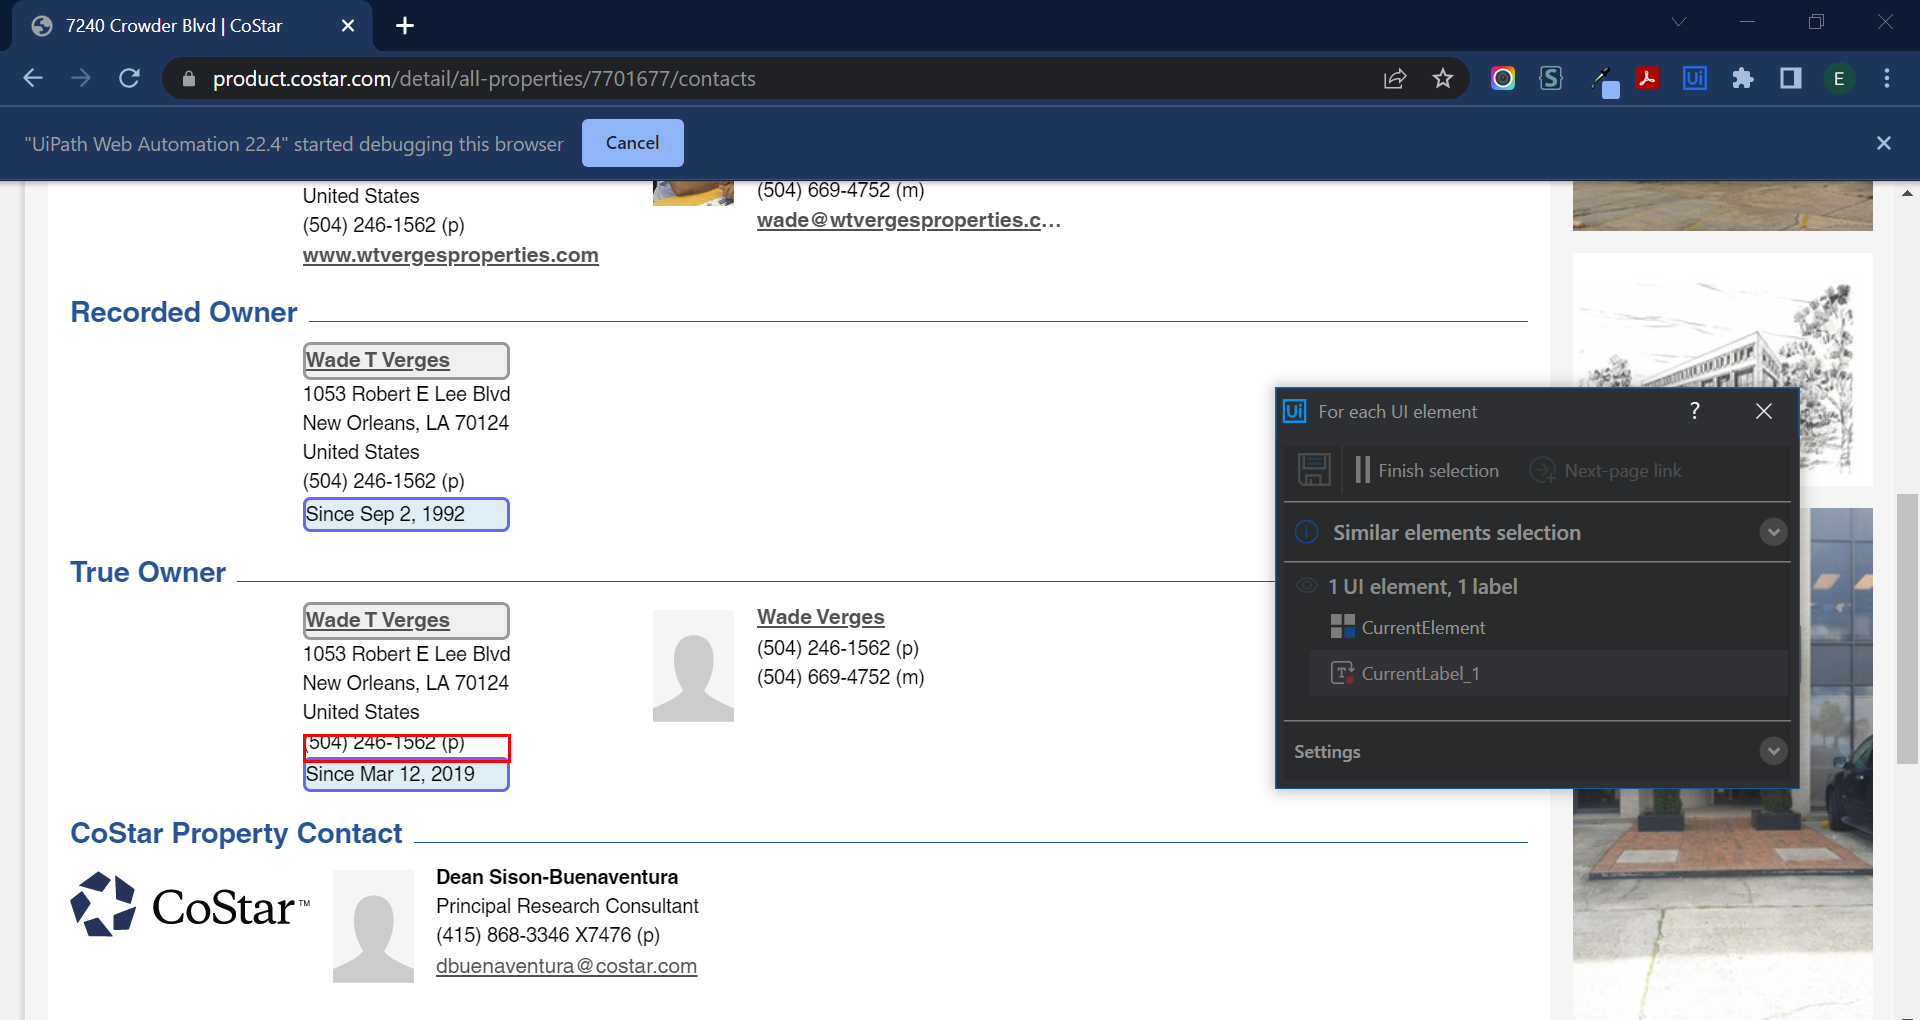 7240 Crowder Blvd | CoStar
product.costar.com/detail/all-properties/7701677/contacts
E
"UiPath Web Automation 22.4" started debugging this browser
Cancel
United States
(504) 246-1562 (p)
www.wtvergesproperties.com
(504) 669-4752 (m)
wade@wtvergesproperties.c...
Recorded Owner
Wade T Verges
1053 Robert E Lee Blvd
New Orleans, LA 70124
United States
(504) 246-1562 (p)
Since Sep 2, 1992
True Owner
Wade T Verges
1053 Robert E Lee Blvd
New Orleans, LA 70124
United States
(504) 246-1562 (p)
Since Mar 12, 2019
Wade Verges
(504) 246-1562 (p)
(504) 669-4752 (m)
CoStar Property Contact
CoStar™
Dean Sison-Buenaventura
Principal Research Consultant
(415) 868-3346 X7476 (p)
dbuenaventura@costar.com
Ui For each UI element ?
Finish selection
Next-page link
Similar elements selection
1 UI element, 1 label
CurrentElement
CurrentLabel_1
Settings